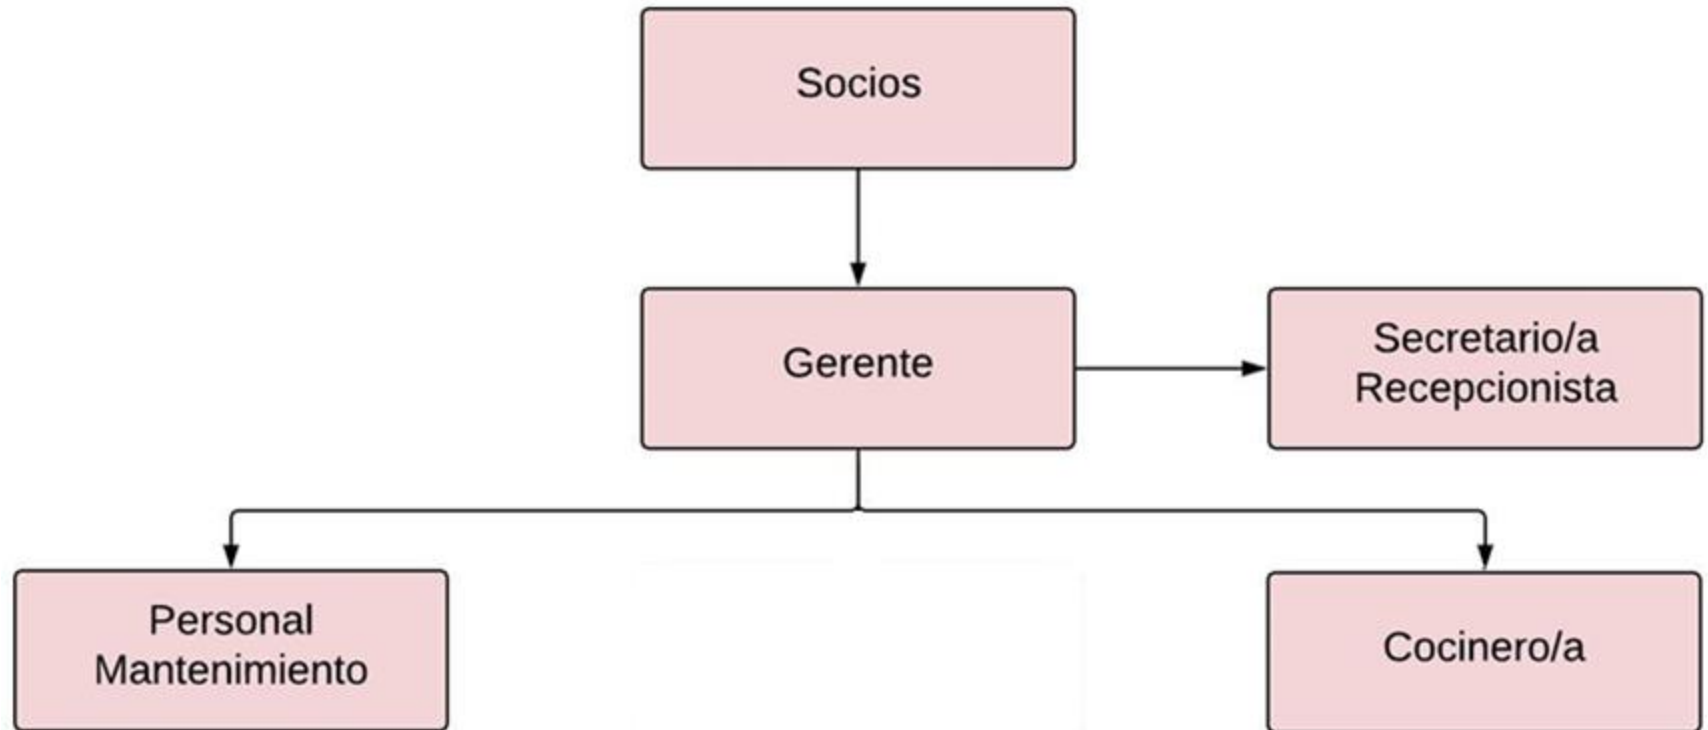 Socios
Gerente
Secretario/a
Recepcionista
Personal
Mantenimiento
Cocinero/a